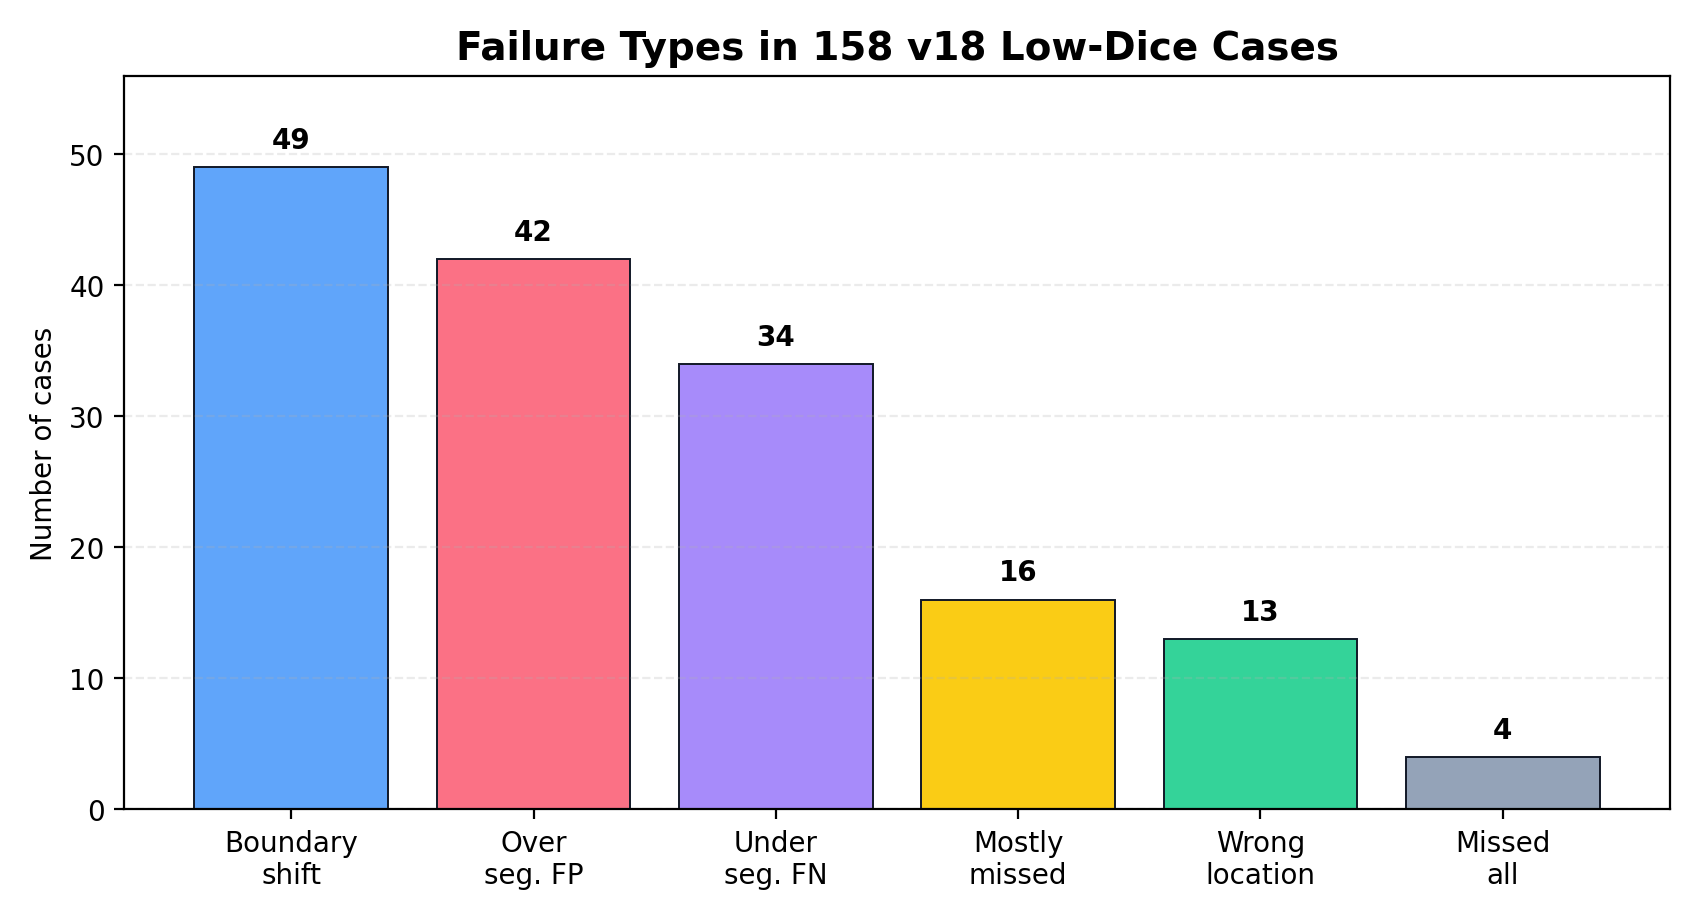 Failure Types in 158 v18 Low-Dice Cases
Number of cases
50
40
30
20
10
0
49
42
34
16
13
4
Boundary
shift
Over
seg. FP
Under
seg. FN
Mostly
missed
Wrong
location
Missed
all